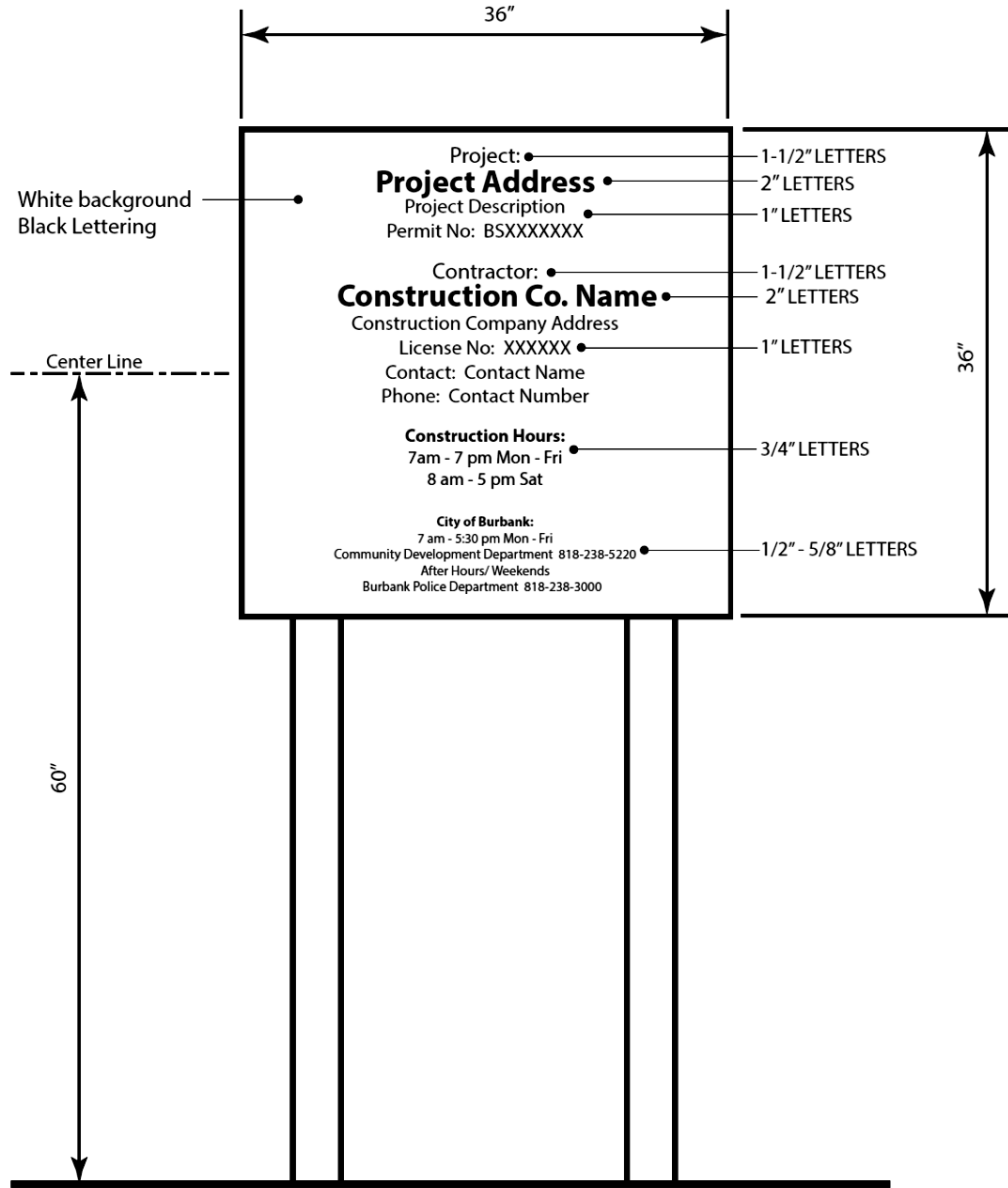 36”
Project:
1-1/2” LETTERS
Project Address
2” LETTERS
White background
Black Lettering
Project Description
1” LETTERS
Permit No: BSXXXXXXX
Contractor:
1-1/2” LETTERS
Construction Co. Name
2” LETTERS
Construction Company Address
License No: XXXXXX
1” LETTERS
Center Line
36”
Contact: Contact Name
Phone: Contact Number
Construction Hours:
7am - 7 pm Mon - Fri
3/4” LETTERS
8 am - 5 pm Sat
City of Burbank:
7 am - 5:30 pm Mon - Fri
Community Development Department 818-238-5220
1/2” - 5/8” LETTERS
After Hours/ Weekends
Burbank Police Department 818-238-3000
60”